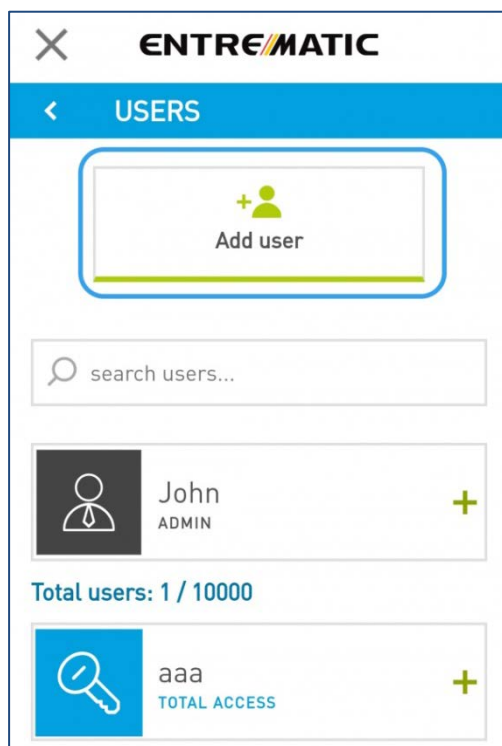 ENTREMATIC
USERS
Add user
search users...
John
ADMIN
Total users: 1 / 10000
aaa
TOTAL ACCESS